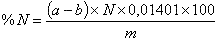 %N = (a − b) × N × 0,01401 × 100 / m